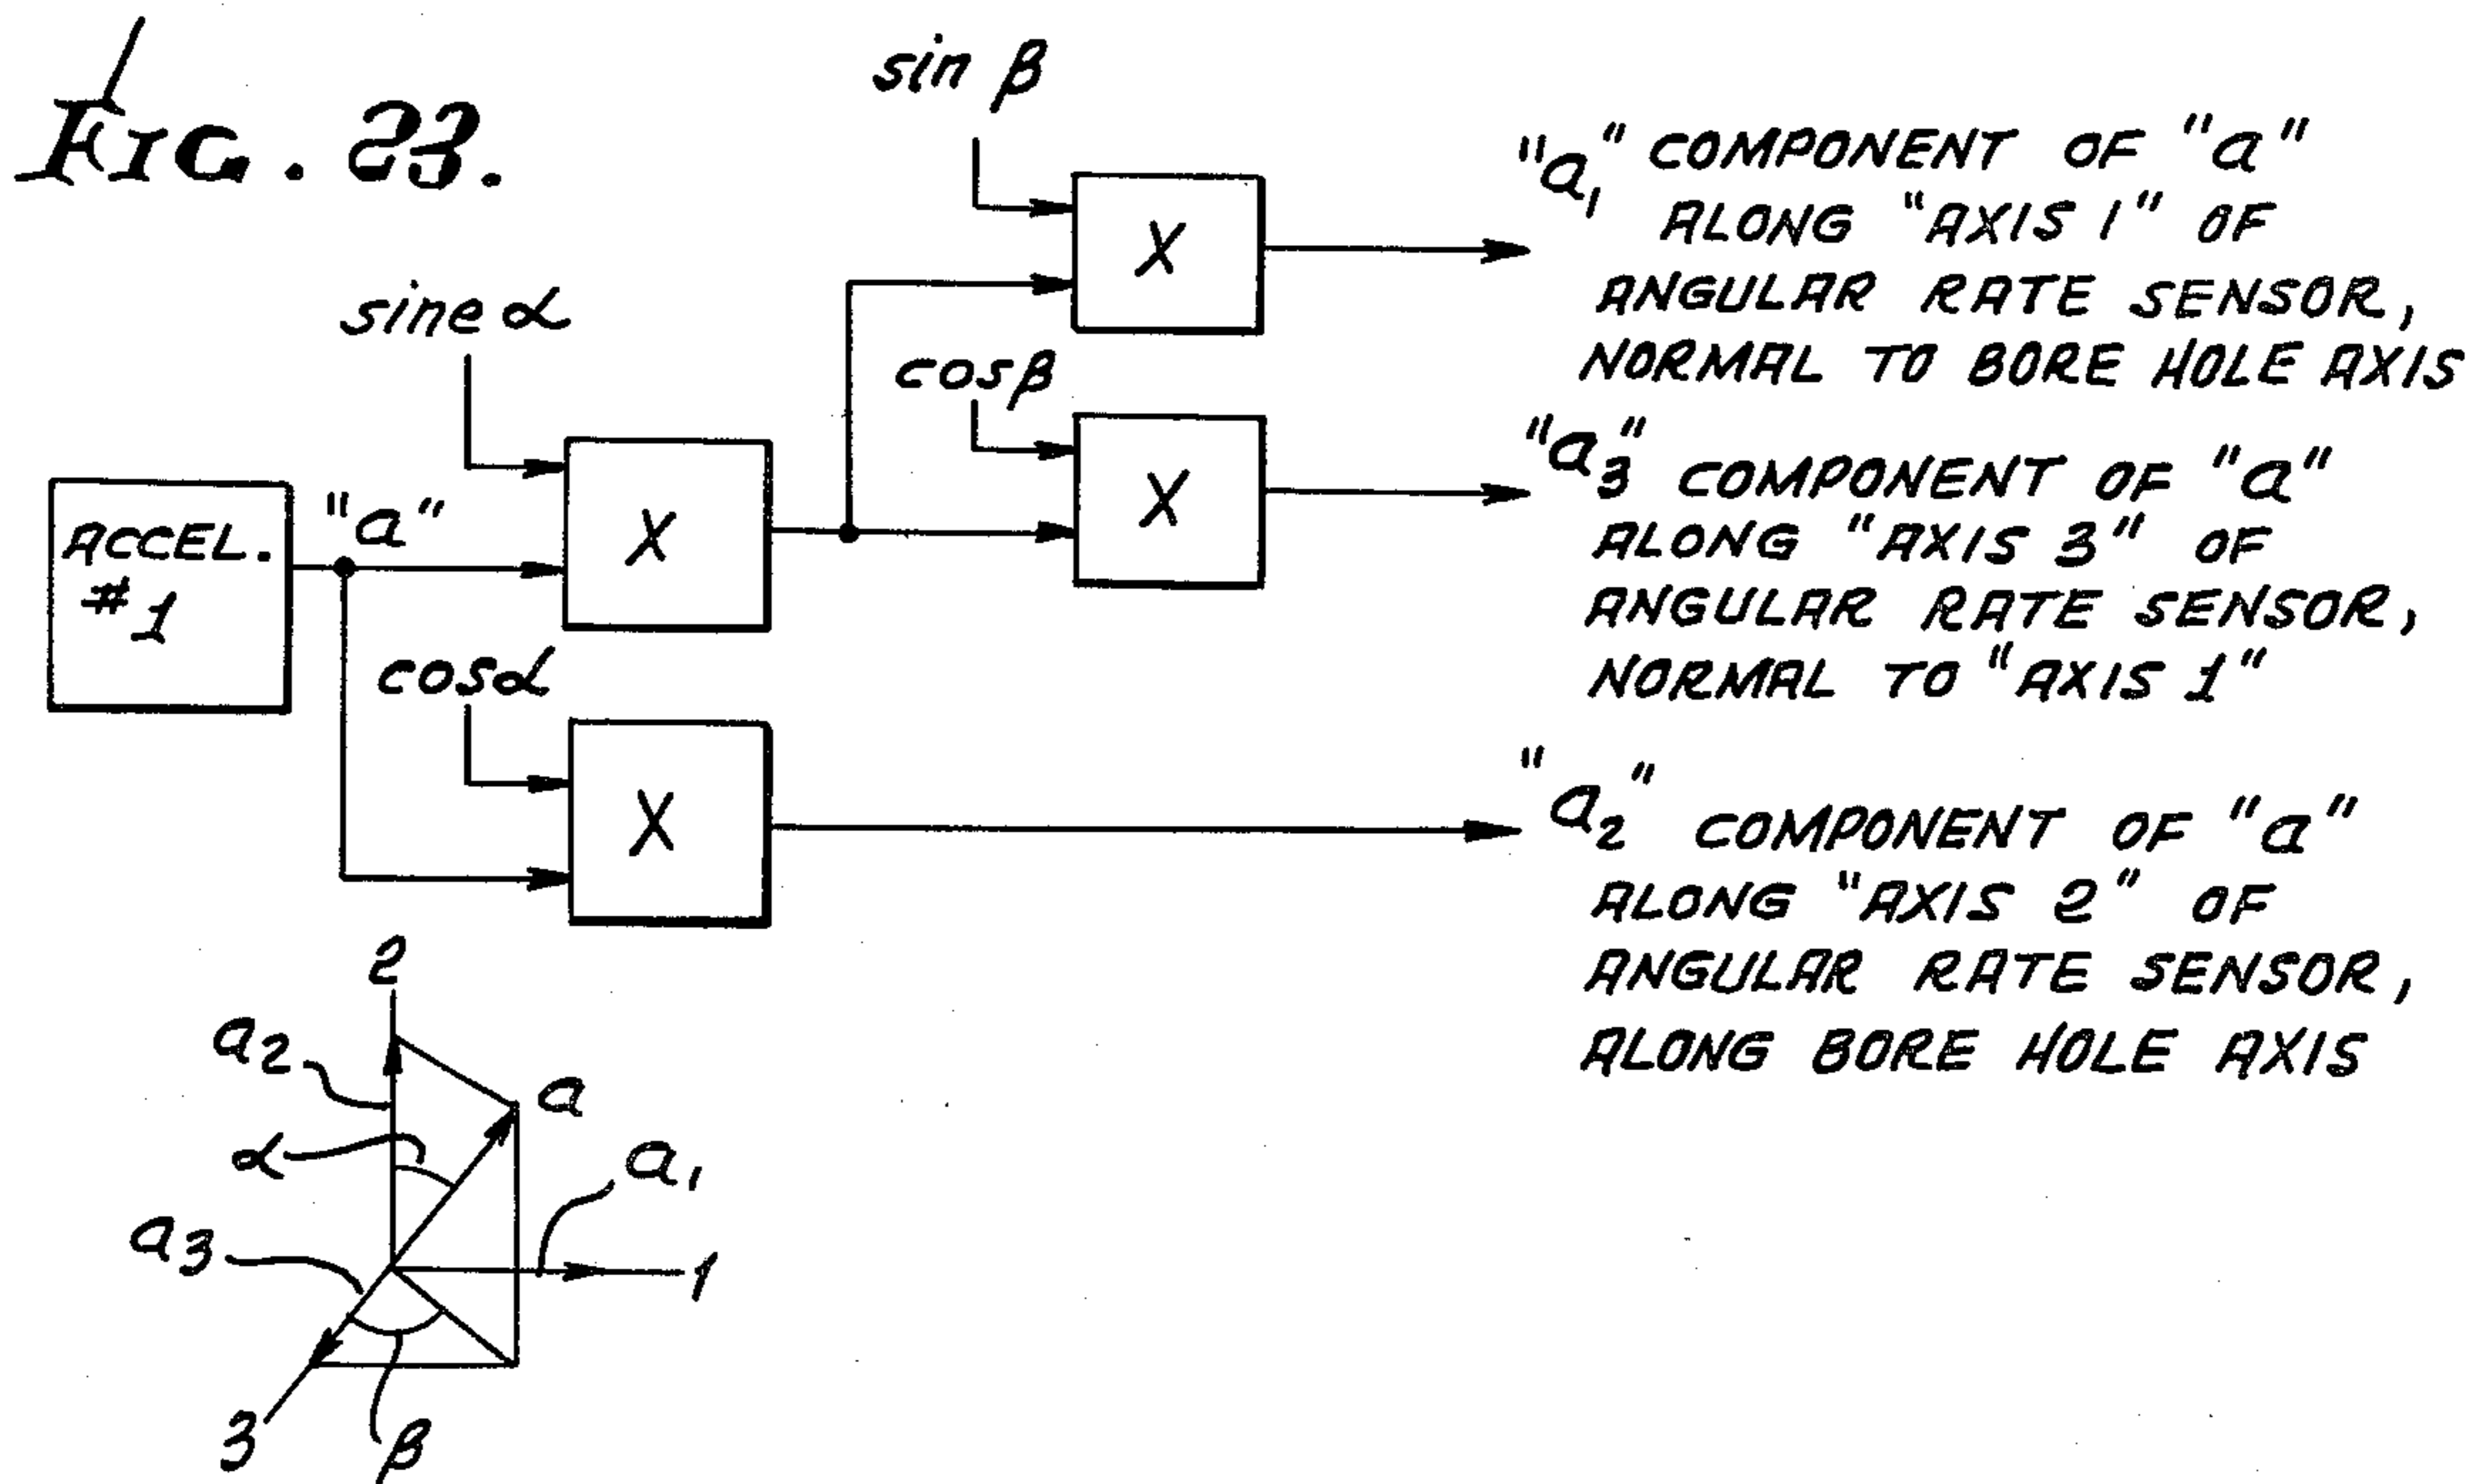 FIG. 23.
sin β
"a₁" COMPONENT OF "a"
ALONG "AXIS 1" OF
ANGULAR RATE SENSOR,
NORMAL TO BORE HOLE AXIS
sine α
cos β
X
"a₃" COMPONENT OF "a"
ALONG "AXIS 3" OF
ANGULAR RATE SENSOR,
NORMAL TO "AXIS 1"
X
ACCEL.
#1
"a"
X
cos α
X
"a₂" COMPONENT OF "a"
ALONG "AXIS 2" OF
ANGULAR RATE SENSOR,
ALONG BORE HOLE AXIS
2
a₂
a
α
a₁
a₃
1
3
β